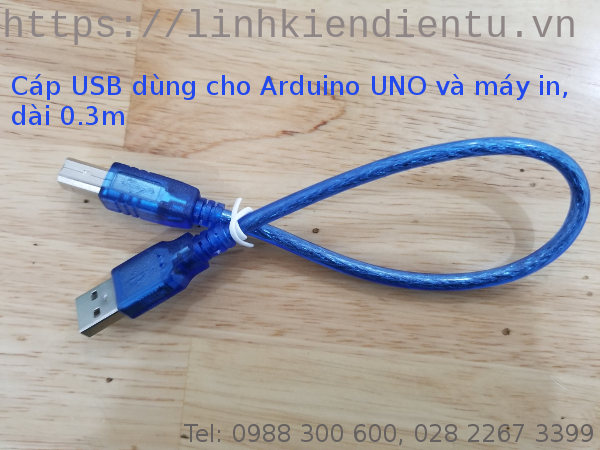 https://linhkiendientu.vn
Cáp USB dùng cho Arduino UNO và máy in,
dài 0.3m
Tel: 0988 300 600, 028 2267 3399